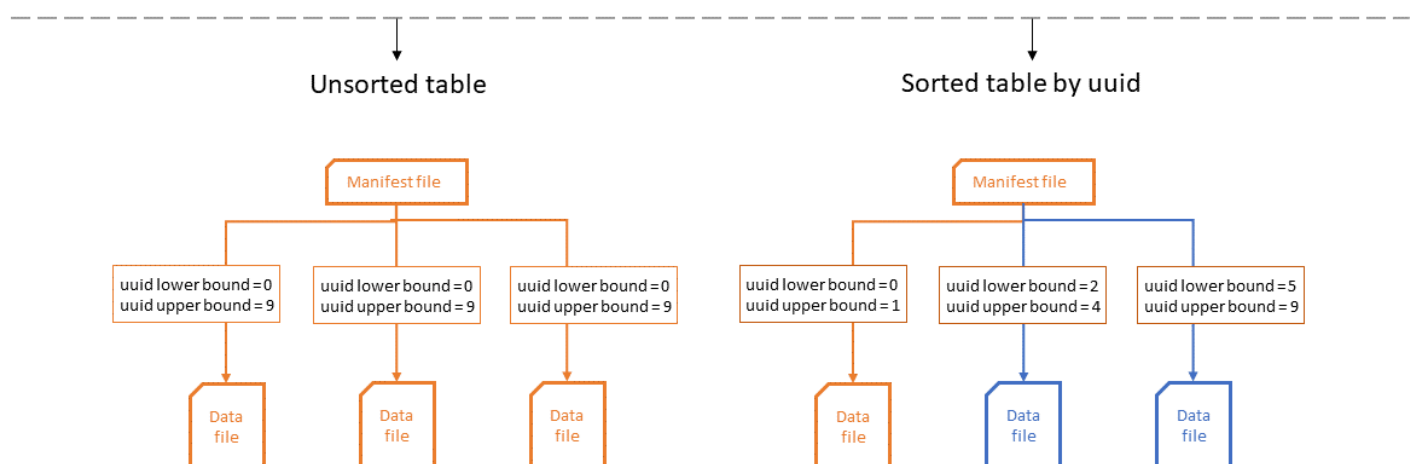 Unsorted table
Sorted table by uuid
Manifest file
Manifest file
uuid lower bound = 0
uuid upper bound = 9
uuid lower bound = 0
uuid upper bound = 9
uuid lower bound = 0
uuid upper bound = 9
uuid lower bound = 0
uuid upper bound = 1
uuid lower bound = 2
uuid upper bound = 4
uuid lower bound = 5
uuid upper bound = 9
Data
file
Data
file
Data
file
Data
file
Data
file
Data
file